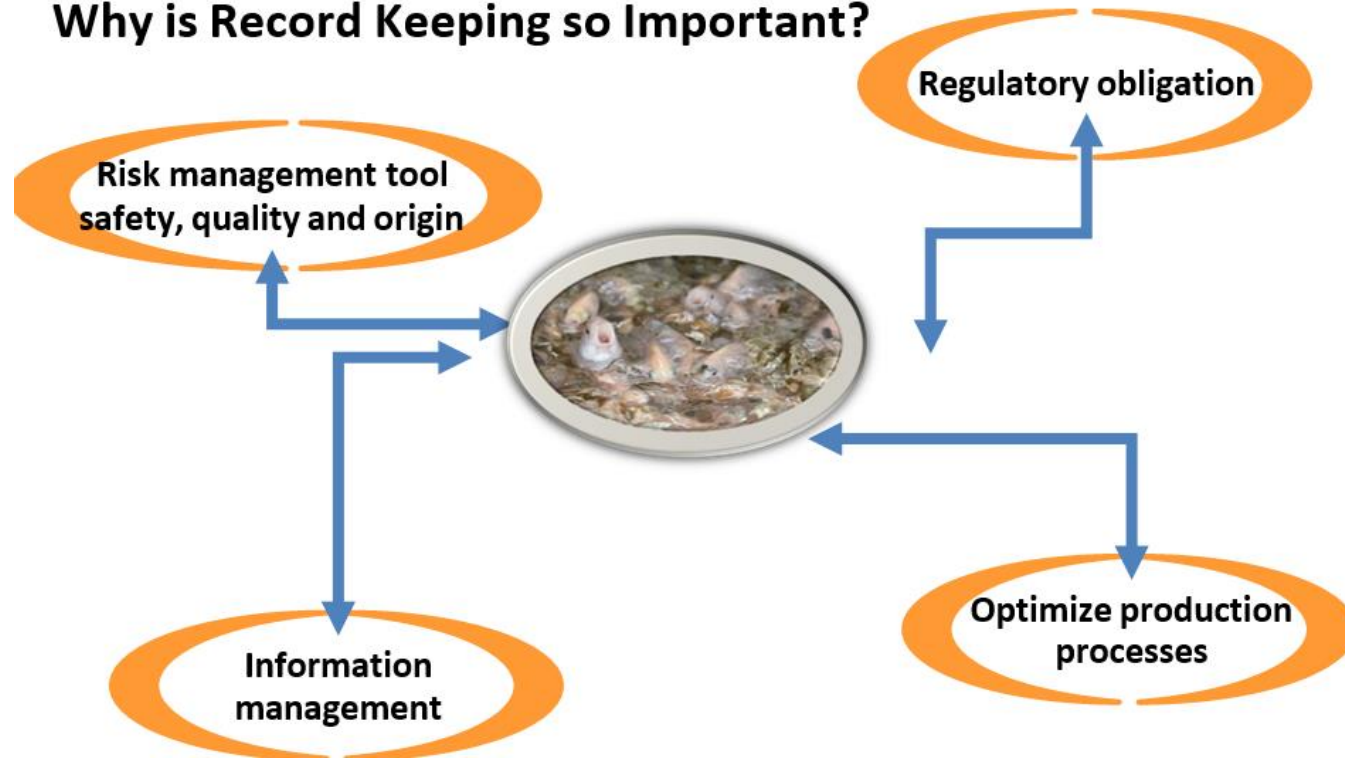 Why is Record Keeping so Important?
Regulatory obligation
Risk management tool
safety, quality and origin
Optimize production
processes
Information
management